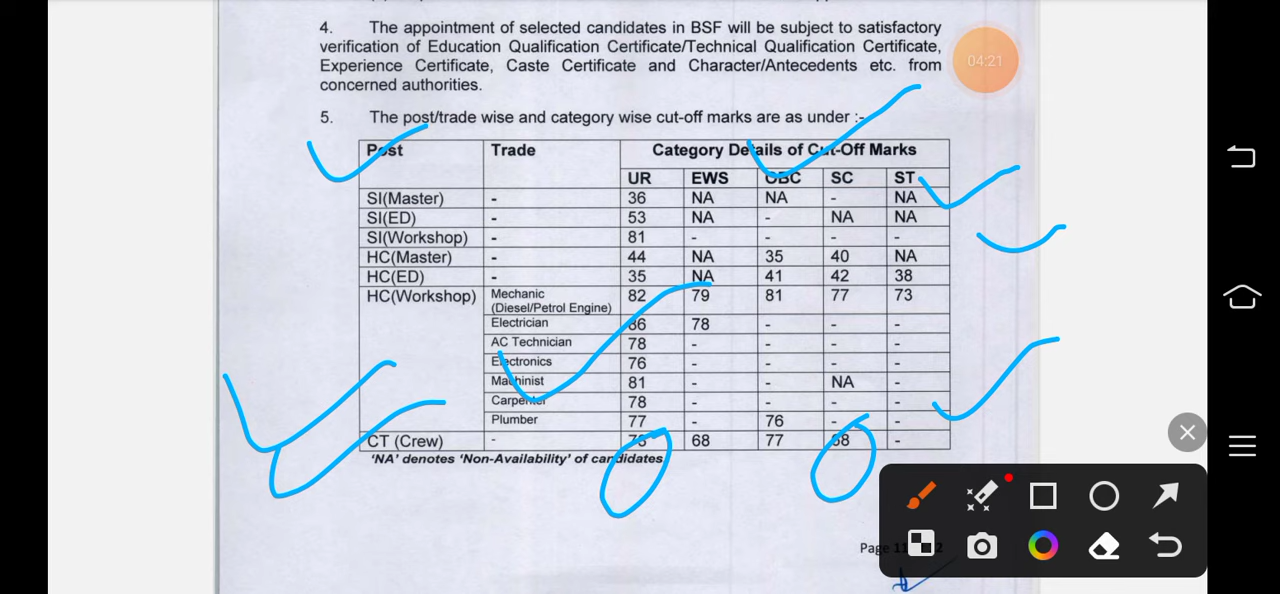 4. The appointment of selected candidates in BSF will be subject to satisfactory
verification of Education Qualification Certificate/Technical Qualification Certificate,
Experience Certificate, Caste Certificate and Character/Antecedents etc. from
concerned authorities.
04:21
5. The post/trade wise and category wise cut-off marks are as under :-
Post Trade Category Details of Cut-Off Marks
UR EWS OBC SC ST
SI(Master) - 36 NA NA - NA
SI(ED) - 53 NA - NA NA
SI(Workshop) - 81 - - - -
HC(Master) - 44 NA 35 40 NA
HC(ED) - 35 NA 41 42 38
HC(Workshop) Mechanic 82 79 81 77 73
(Diesel/Petrol Engine)
Electrician 86 78 - - -
AC Technician 78 - - - -
Electronics 76 - - - -
Machinist 81 - - NA -
Carpenter 78 - - - -
Plumber 77 - 76 - -
CT (Crew) - 68 77 -
'NA' denotes 'Non-Availability' of candidates
Page